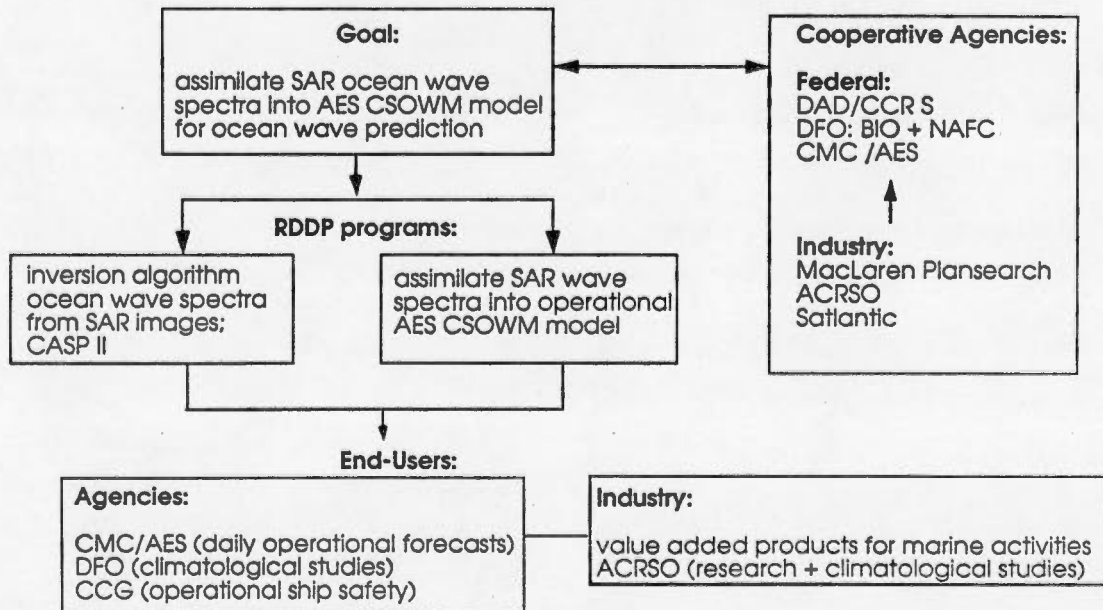 Goal:
assimilate SAR ocean wave
spectra into AES CSOWM model
for ocean wave prediction
Cooperative Agencies:
Federal:
DAD/CCR S
DFO: BIO + NAFC
CMC /AES
Industry:
MacLaren Plansearch
ACRSO
Satlantic
RDDP programs:
inversion algorithm
ocean wave spectra
from SAR images;
CASP II
assimilate SAR wave
spectra into operational
AES CSOWM model
End-Users:
Agencies:
CMC/AES (daily operational forecasts)
DFO (climatological studies)
CCG (operational ship safety)
Industry:
value added products for marine activities
ACRSO (research + climatological studies)